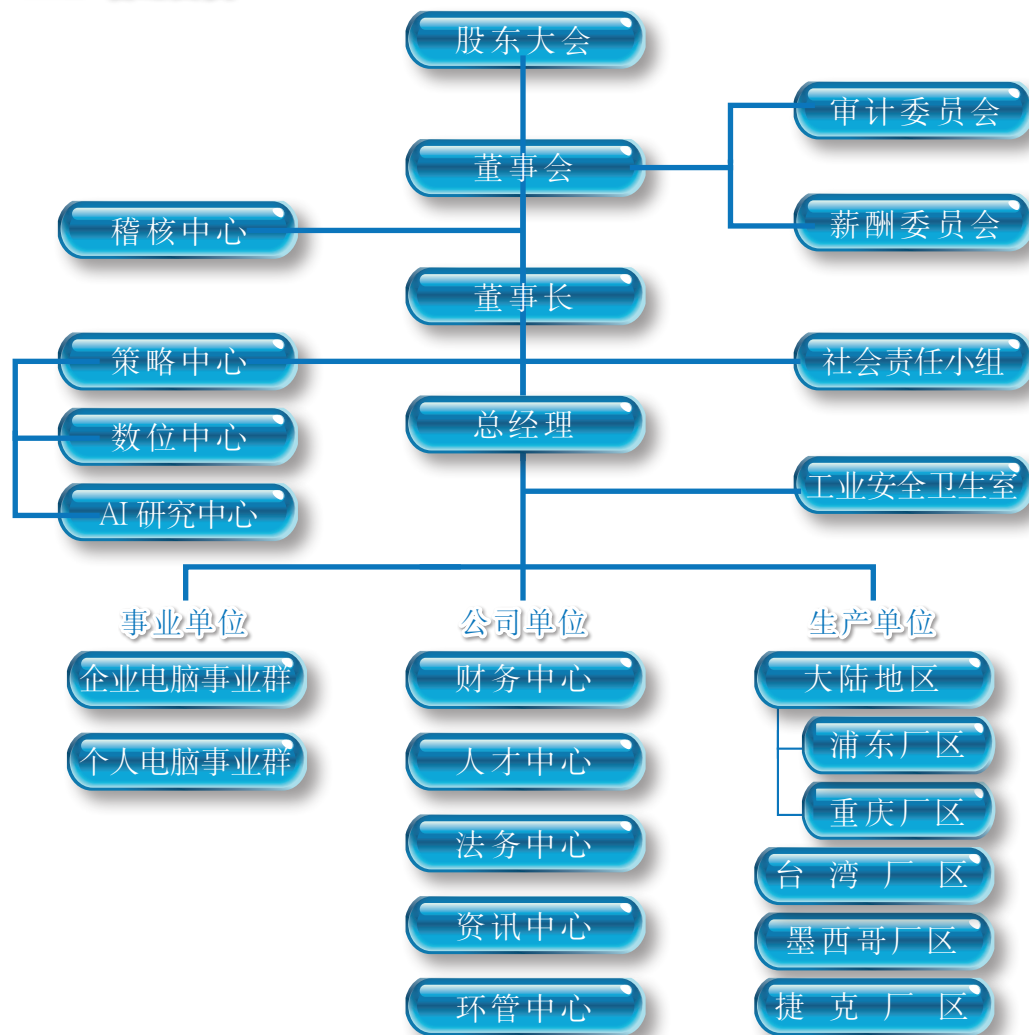 股东大会
审计委员会
董事会
薪酬委员会
稽核中心
董事长
策略中心
社会责任小组
总经理
数位中心
工业安全卫生室
AI 研究中心
事业单位
公司单位
生产单位
企业电脑事业群
财务中心
大陆地区
个人电脑事业群
人才中心
浦东厂区
重庆厂区
法务中心
台湾厂区
资讯中心
墨西哥厂区
环管中心
捷克厂区